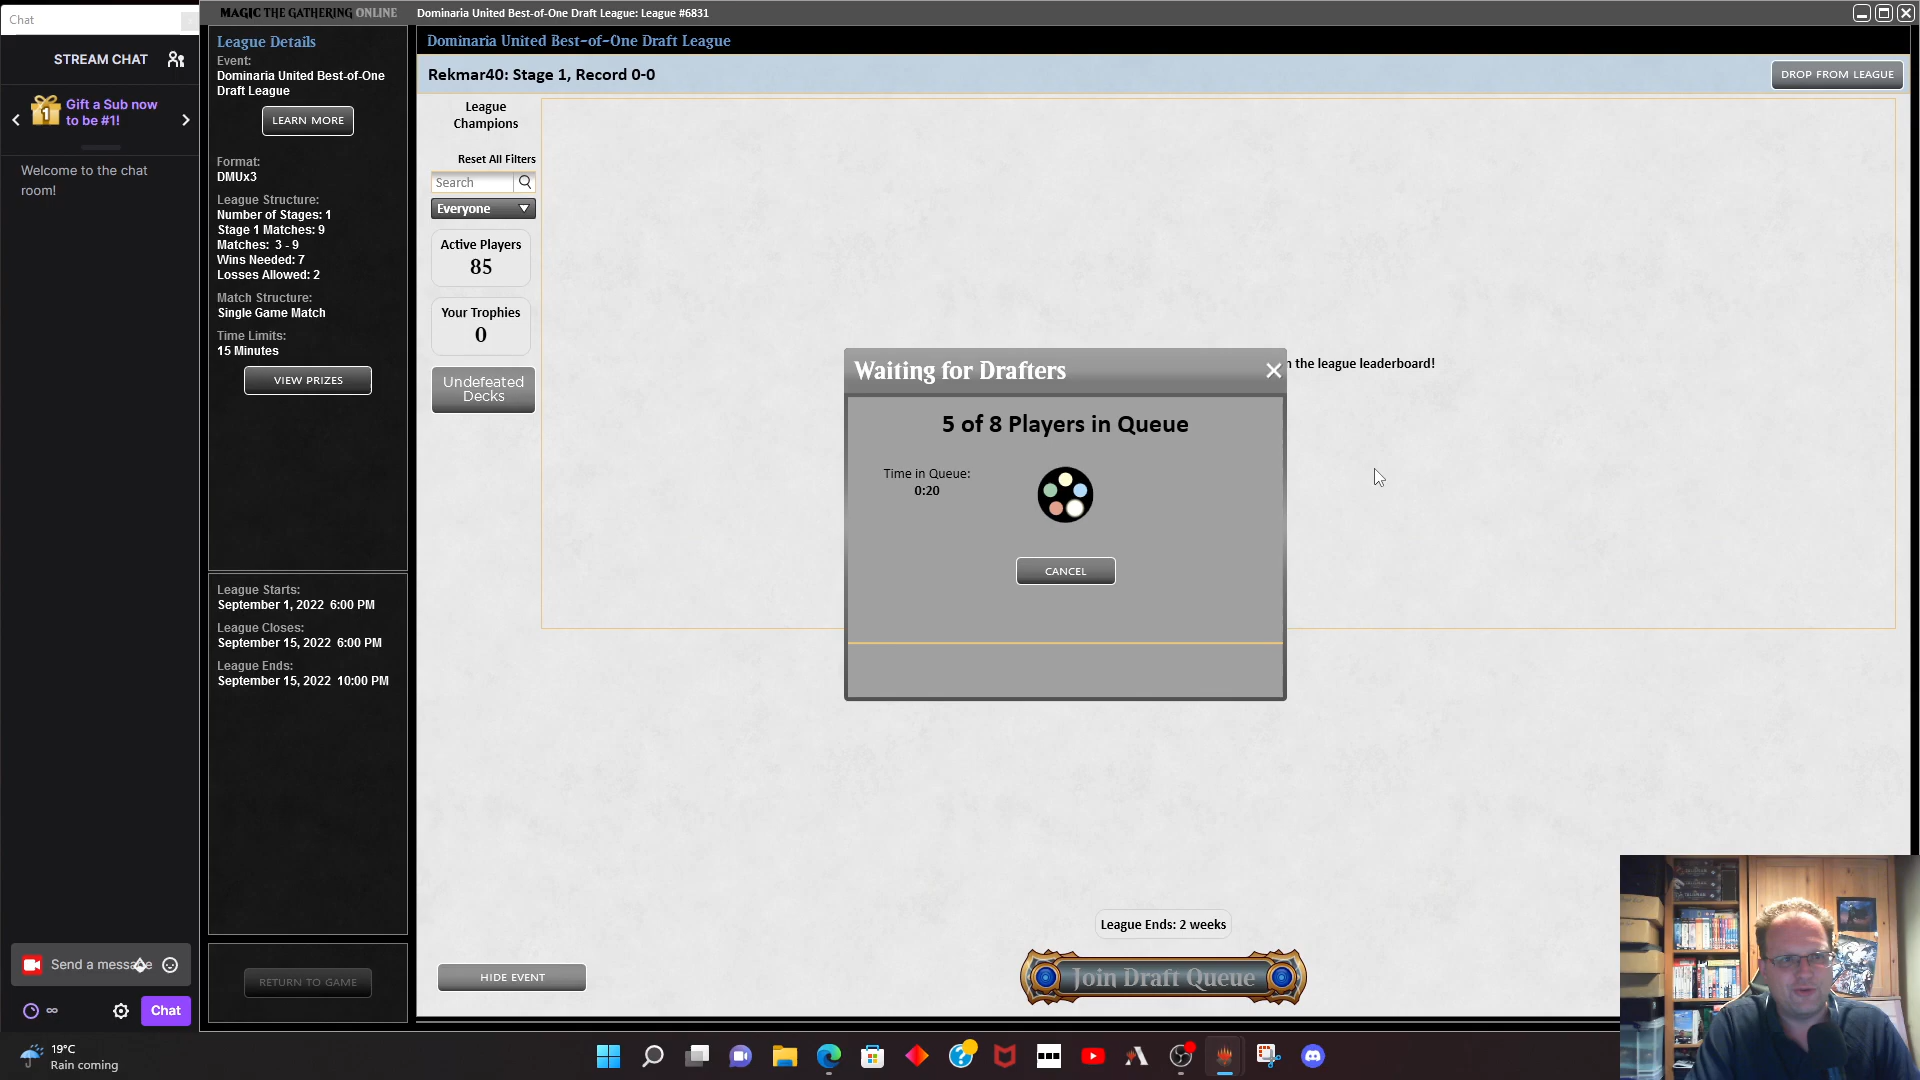 Chat
MAGIC THE GATHERING ONLINE
Dominaria United Best-of-One Draft League: League #6831
STREAM CHAT
Gift a Sub now
to be #1!
1
Welcome to the chat
room!
Send a message
∞
Chat
League Details
Event:
Dominaria United Best-of-One
Draft League
LEARN MORE
Format:
DMUx3
League Structure:
Number of Stages: 1
Stage 1 Matches: 9
Matches: 3 - 9
Wins Needed: 7
Losses Allowed: 2
Match Structure:
Single Game Match
Time Limits:
15 Minutes
VIEW PRIZES
League Starts:
September 1, 2022 6:00 PM
League Closes:
September 15, 2022 6:00 PM
League Ends:
September 15, 2022 10:00 PM
RETURN TO GAME
Dominaria United Best-of-One Draft League
Rekmar40: Stage 1, Record 0-0
DROP FROM LEAGUE
League
Champions
Reset All Filters
Search
Everyone
Active Players
85
Your Trophies
0
Undefeated
Decks
the league leaderboard!
Waiting for Drafters
5 of 8 Players in Queue
Time in Queue:
0:20
CANCEL
League Ends: 2 weeks
HIDE EVENT
Join Draft Queue
19°C
Rain coming